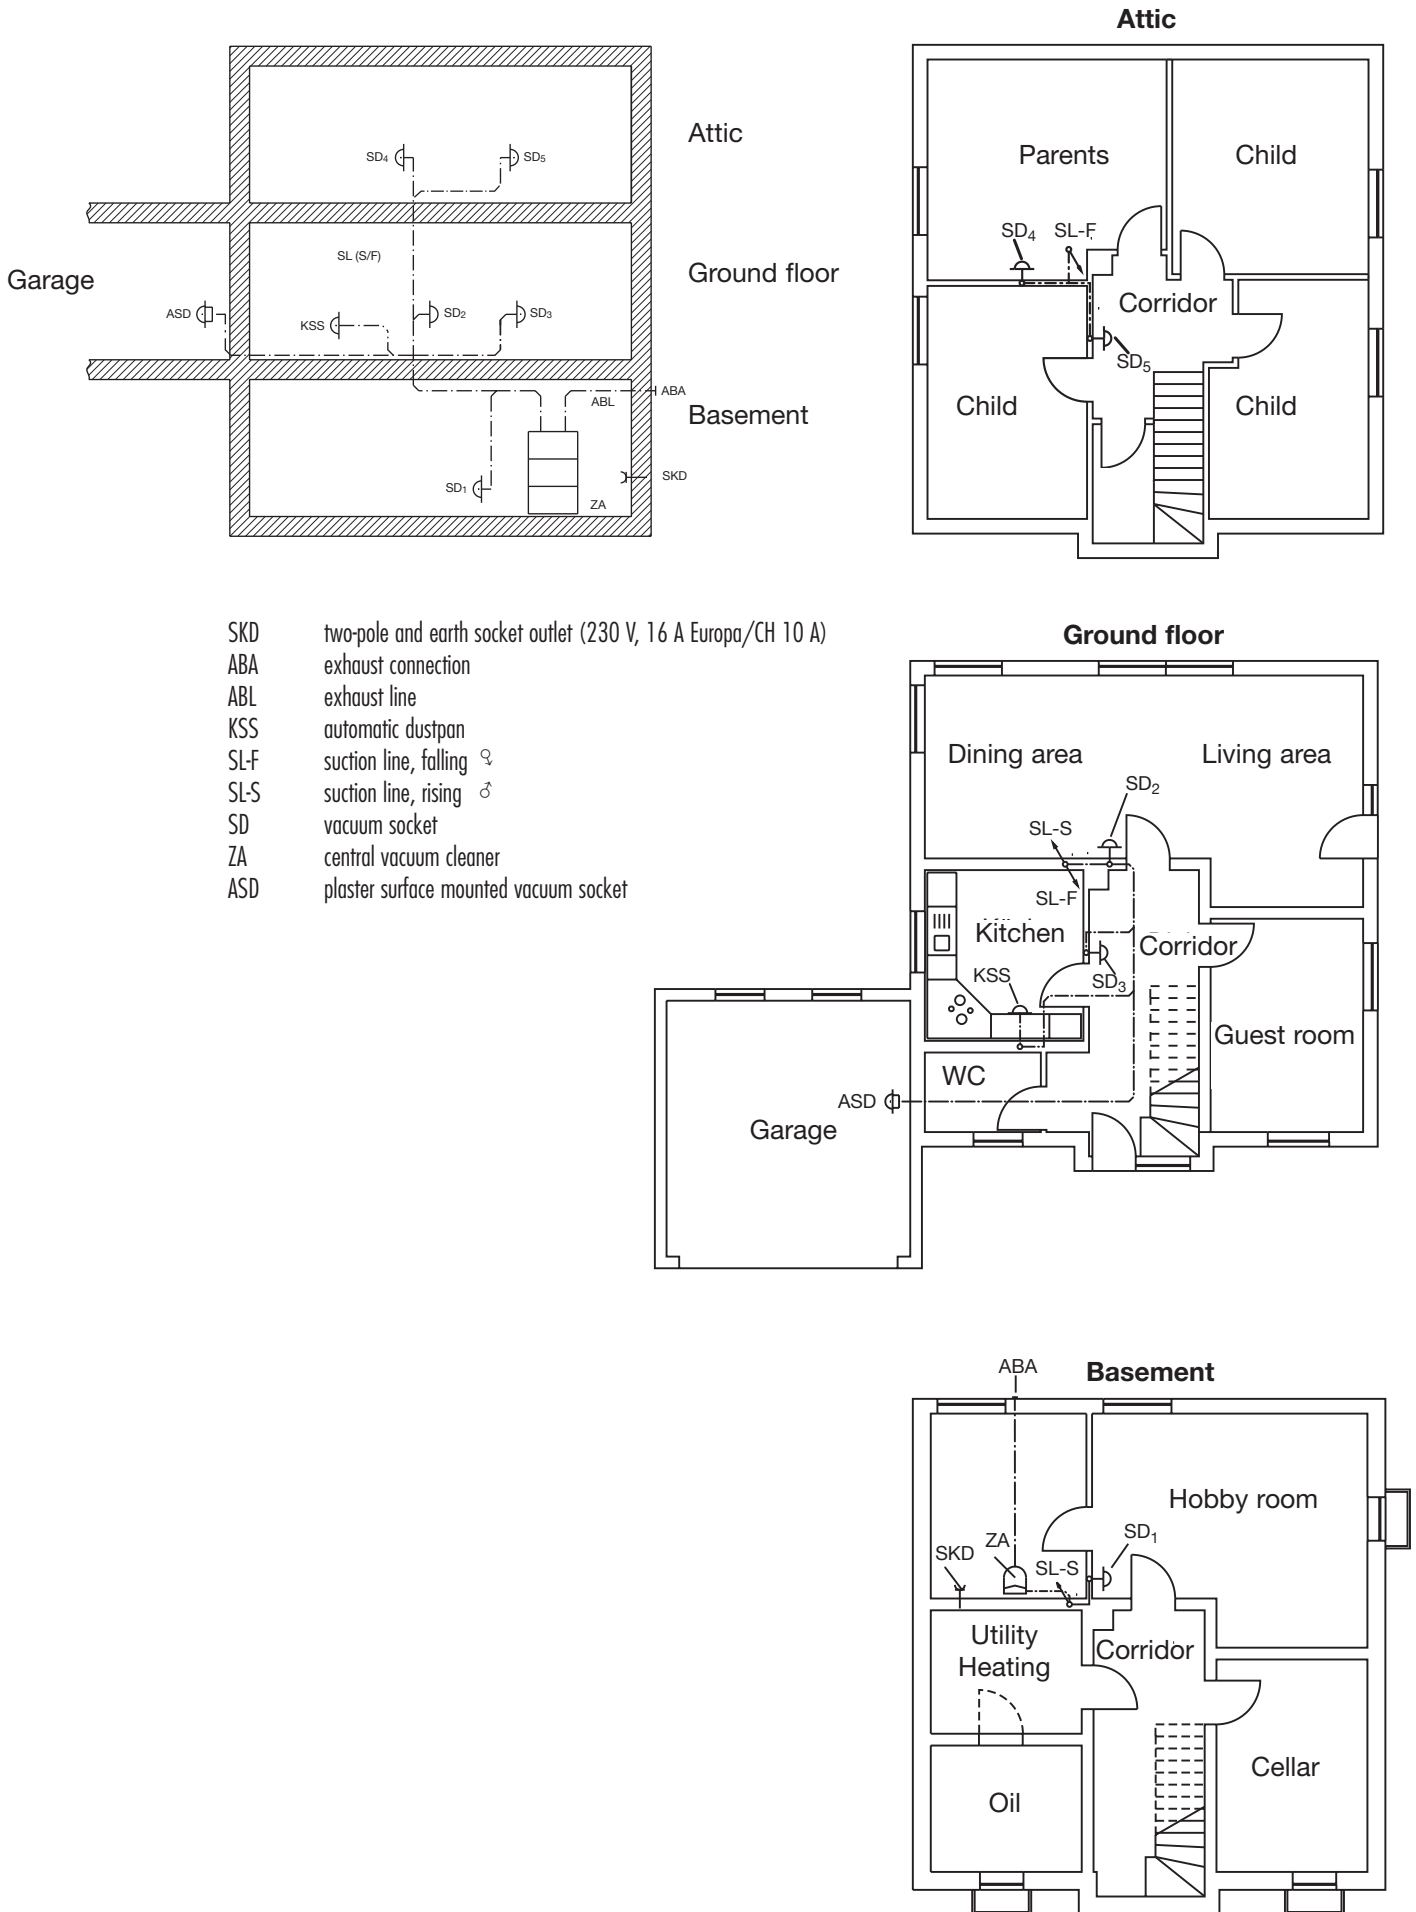 Attic
Attic
SD4
SD5
Garage
SL (S/F)
Ground floor
ASD
KSS
SD2
SD3
ABA
ABL
Basement
SD1
SKD
ZA
Parents
Child
SD4
SL-F
Corridor
SD5
Child
Child
SKD two-pole and earth socket outlet (230 V, 16 A Europa/CH 10 A)
ABA exhaust connection
ABL exhaust line
KSS automatic dustpan
SL-F suction line, falling
SL-S suction line, rising
SD vacuum socket
ZA central vacuum cleaner
ASD plaster surface mounted vacuum socket
Ground floor
Dining area
Living area
SD2
SL-S
SL-F
Kitchen
Corridor
KSS
SD3
Guest room
WC
ASD
Garage
ABA
Basement
Hobby room
SD1
ZA
SKD
SL-S
Utility
Heating
Corridor
Cellar
Oil